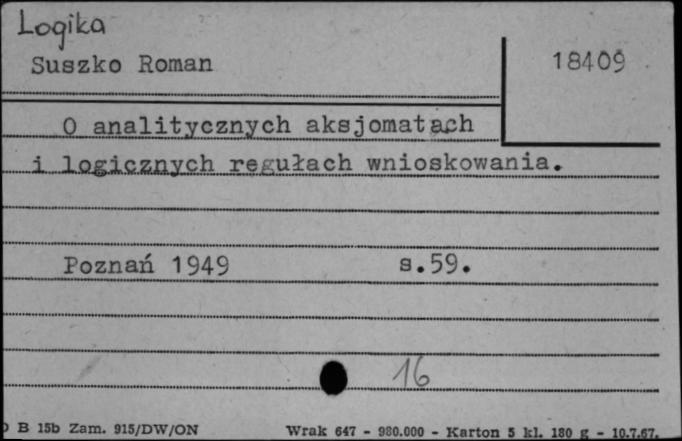 Logika
Suszko Roman
18409
O analitycznych aksjomatach
i logicznych regułach wnioskowania.
Poznań 1949 s.59.
16
B 15b Zam. 915/DW/ON Wrak 647 - 980.000 - Karton 5 kl. 180 g - 10.7.67.